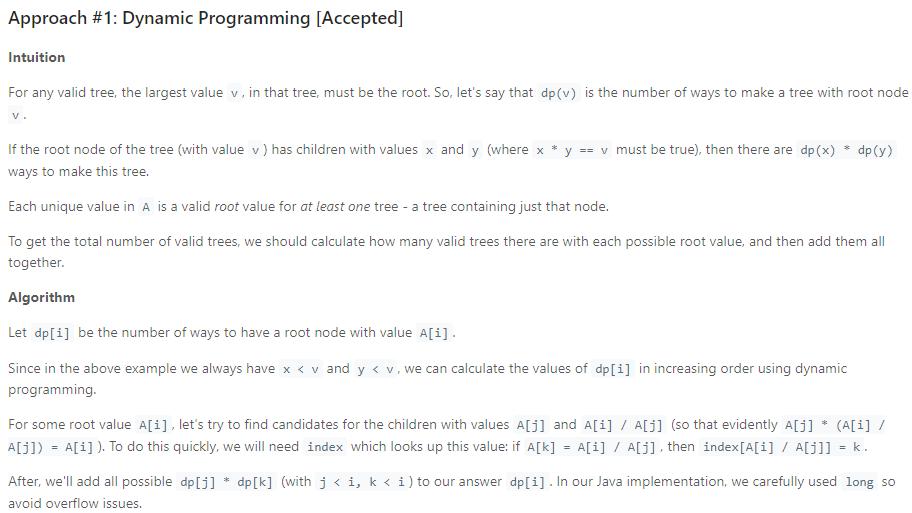 Approach #1: Dynamic Programming [Accepted]
Intuition
For any valid tree, the largest value v, in that tree, must be the root. So, let's say that dp(v) is the number of ways to make a tree with root node
v.
If the root node of the tree (with value v) has children with values x and y (where x * y == v must be true), then there are dp(x) * dp(y)
ways to make this tree.
Each unique value in A is a valid root value for at least one tree - a tree containing just that node.
To get the total number of valid trees, we should calculate how many valid trees there are with each possible root value, and then add them all
together.
Algorithm
Let dp[i] be the number of ways to have a root node with value A[i].
Since in the above example we always have x < v and y < v, we can calculate the values of dp[i] in increasing order using dynamic
programming.
For some root value A[i], let's try to find candidates for the children with values A[j] and A[i] / A[j] (so that evidently A[j] * (A[i] /
A[j]) = A[i]). To do this quickly, we will need index which looks up this value: if A[k] = A[i] / A[j], then index[A[i] / A[j]] = k.
After, we'll add all possible dp[j] * dp[k] (with j < i, k < i) to our answer dp[i]. In our Java implementation, we carefully used long so
avoid overflow issues.